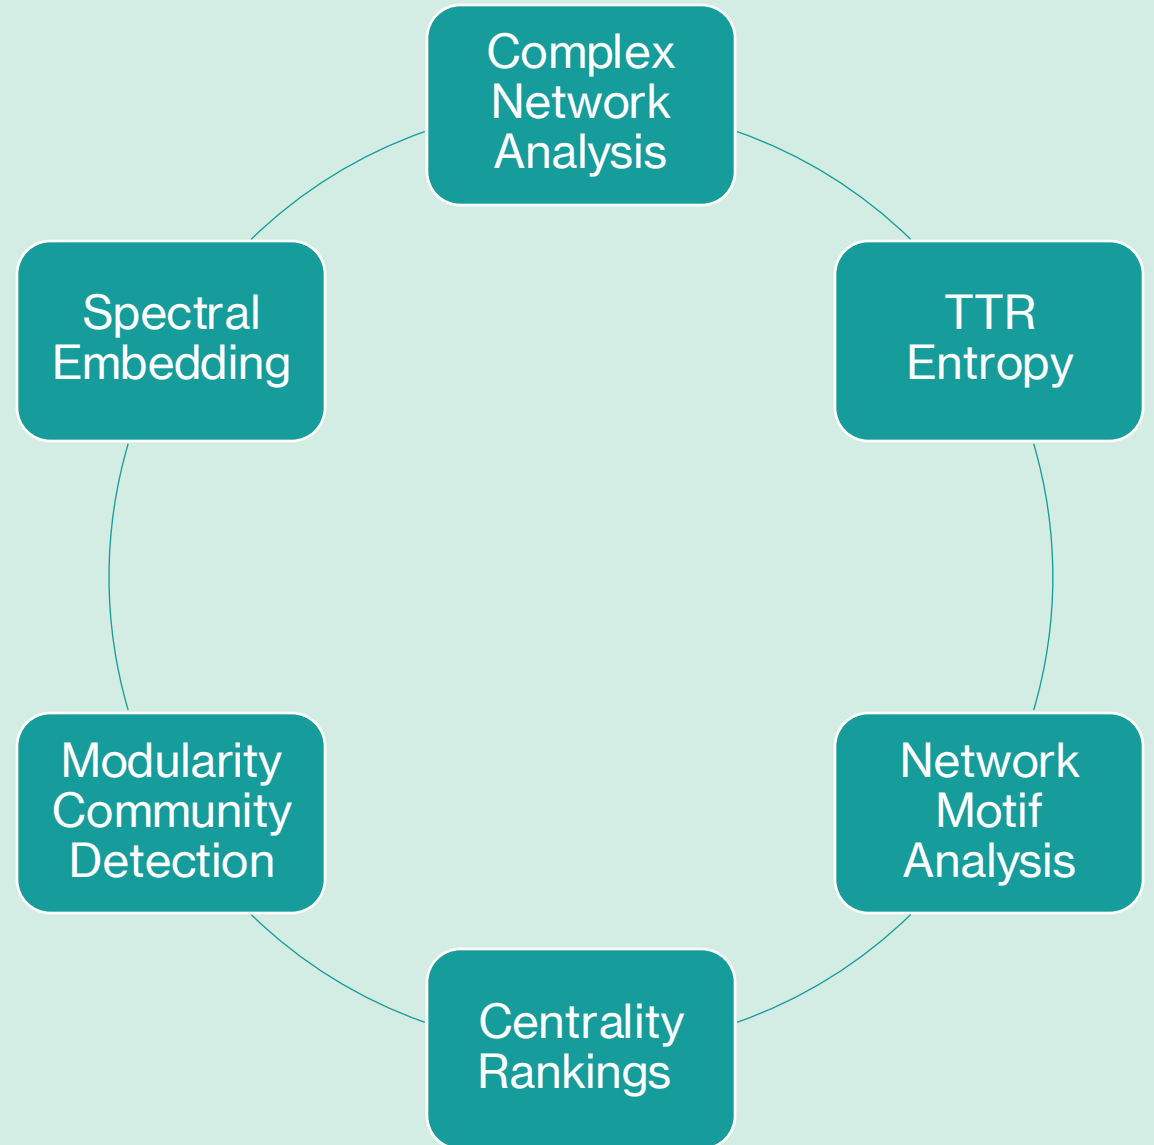 Complex
Network
Analysis
TTR
Entropy
Network
Motif
Analysis
Centrality
Rankings
Modularity
Community
Detection
Spectral
Embedding